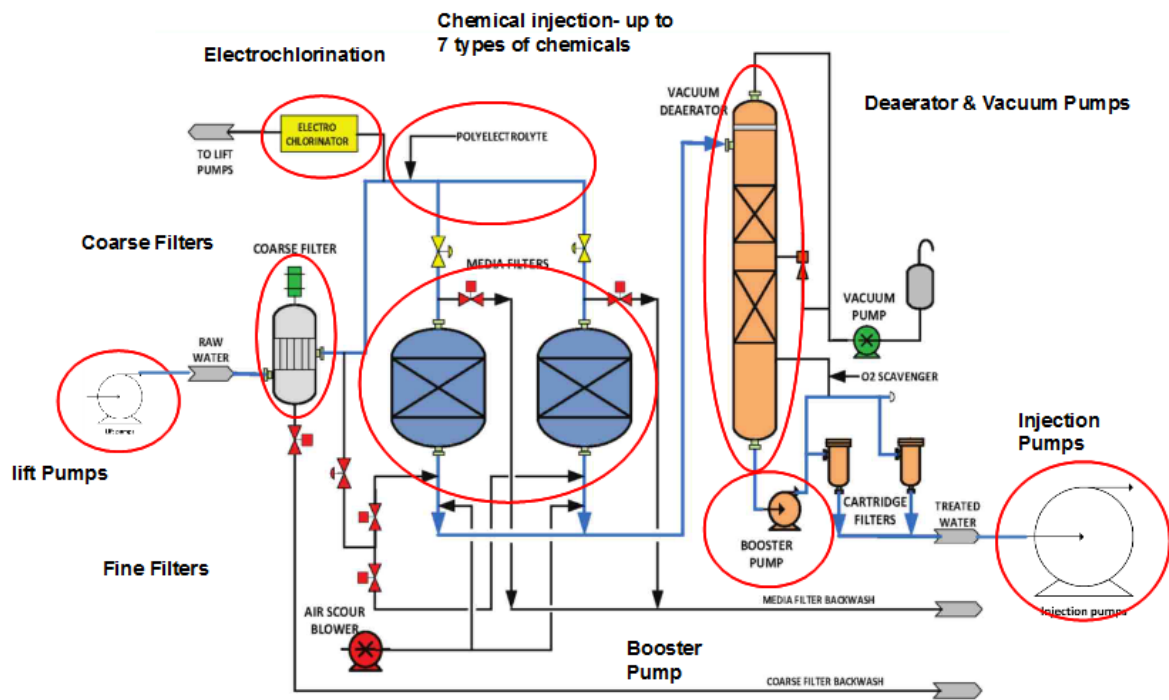 Chemical injection- up to
7 types of chemicals
Electrochlorination
VACUUM
DEAERATOR
Deaerator & Vacuum Pumps
ELECTRO
CHLORINATOR
POLYELECTROLYTE
TO LIFT
PUMPS
Coarse Filters
COARSE FILTER
MEDIA FILTERS
VACUUM
PUMP
RAW
WATER
O2 SCAVENGER
lift pumps
Injection
Pumps
lift Pumps
CARTRIDGE
FILTERS
TREATED
WATER
BOOSTER
PUMP
Fine Filters
MEDIA FILTER BACKWASH
Injection pumps
AIR SCOUR
BLOWER
Booster
Pump
COARSE FILTER BACKWASH